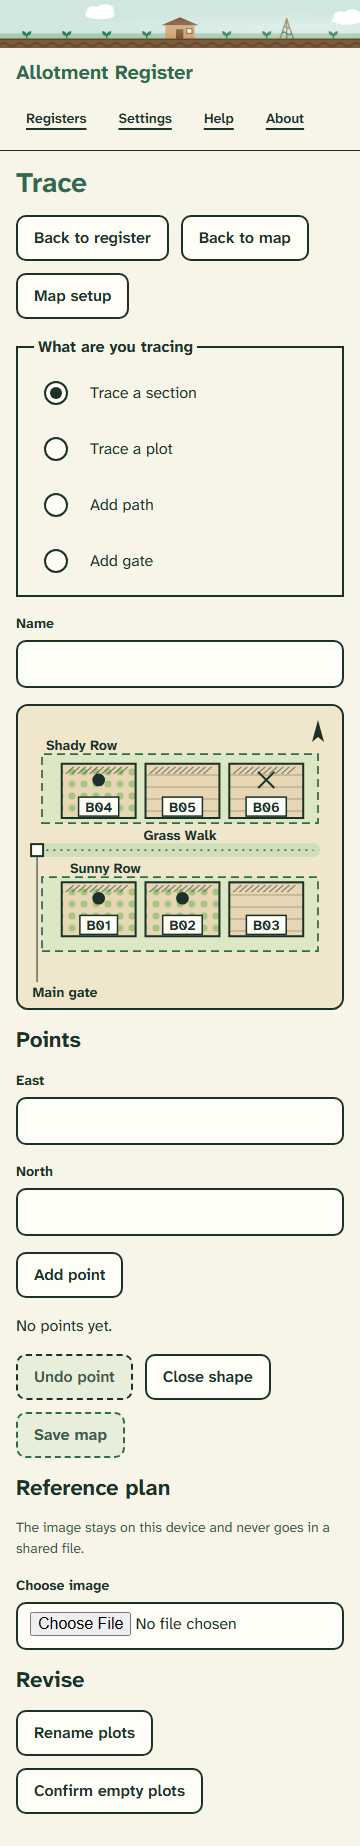 Allotment Register
Registers Settings Help About
Trace
Back to register Back to map
Map setup
What are you tracing
Trace a section
Trace a plot
Add path
Add gate
Name
Shady Row
B04 B05 B06
Grass Walk
Sunny Row
B01 B02 B03
Main gate
Points
East
North
Add point
No points yet.
Undo point Close shape
Save map
Reference plan
The image stays on this device and never goes in a
shared file.
Choose image
Choose File No file chosen
Revise
Rename plots
Confirm empty plots